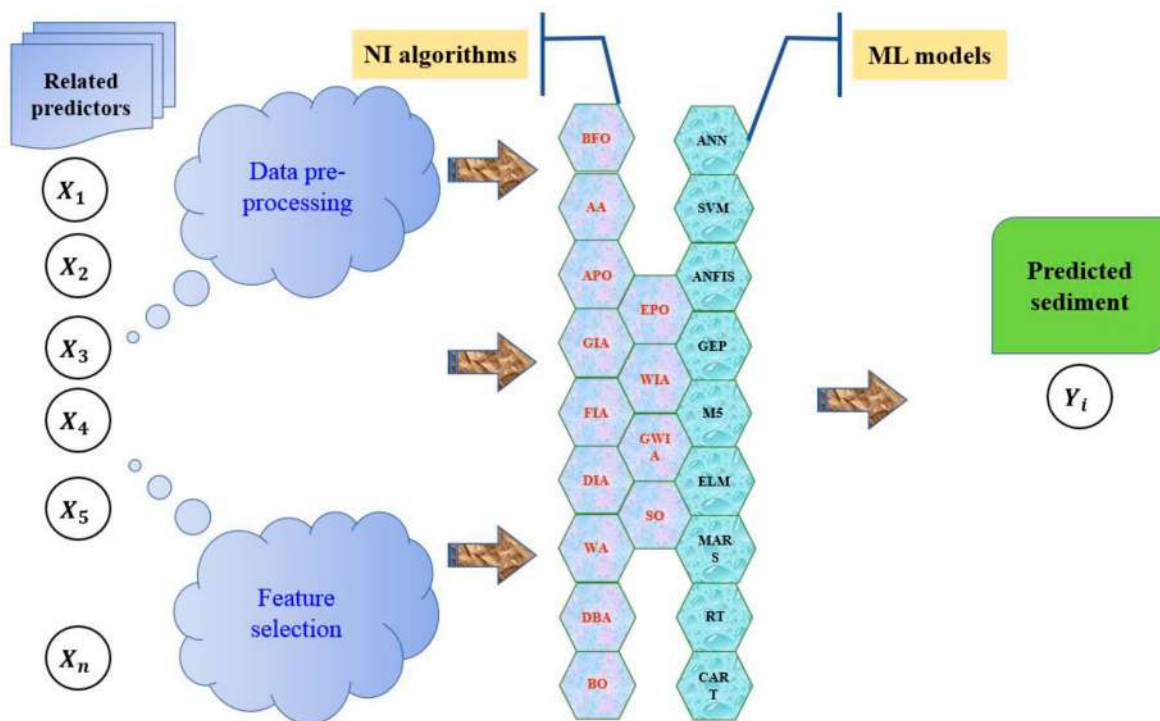 Related
predictors
X1
X2
X3
X4
X5
Xn
Data pre-
processing
Feature
selection
NI algorithms
BFO
AA
APO
GIA
FIA
DIA
WA
DBA
BO
EPO
WIA
GWI
A
SO
ML models
ANN
SVM
ANFIS
GEP
M5
ELM
MAR
S
RT
CAR
T
Predicted
sediment
Yi